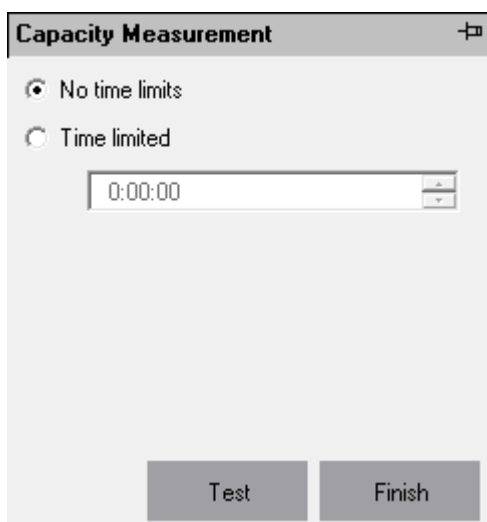 Capacity Measurement
No time limits
Time limited
0:00:00
Test Finish